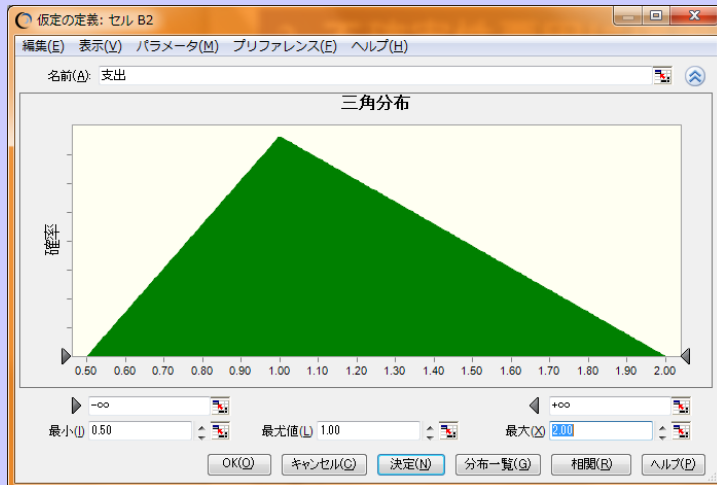 仮定の定義: セル B2
編集(E) 表示(V) パラメータ(M) プリファレンス(F) ヘルプ(H)
名前(A): 支出
三角分布
確率
0.50 0.60 0.70 0.80 0.90 1.00 1.10 1.20 1.30 1.40 1.50 1.60 1.70 1.80 1.90 2.00
-∞ +∞
最小(I) 0.50 最尤値(L) 1.00 最大(X) 2.00
OK(O) キャンセル(C) 決定(N) 分布一覧(G) 相関(R) ヘルプ(P)